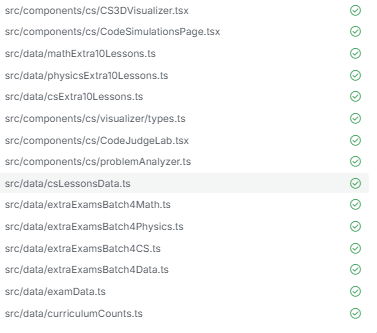 src/components/cs/CS3DVisualizer.tsx
src/components/cs/CodeSimulationsPage.tsx
src/data/mathExtra10Lessons.ts
src/data/physicsExtra10Lessons.ts
src/data/csExtra10Lessons.ts
src/components/cs/visualizer/types.ts
src/components/cs/CodeJudgeLab.tsx
src/components/cs/problemAnalyzer.ts
src/data/csLessonsData.ts
src/data/extraExamsBatch4Math.ts
src/data/extraExamsBatch4Physics.ts
src/data/extraExamsBatch4CS.ts
src/data/extraExamsBatch4Data.ts
src/data/examData.ts
src/data/curriculumCounts.ts